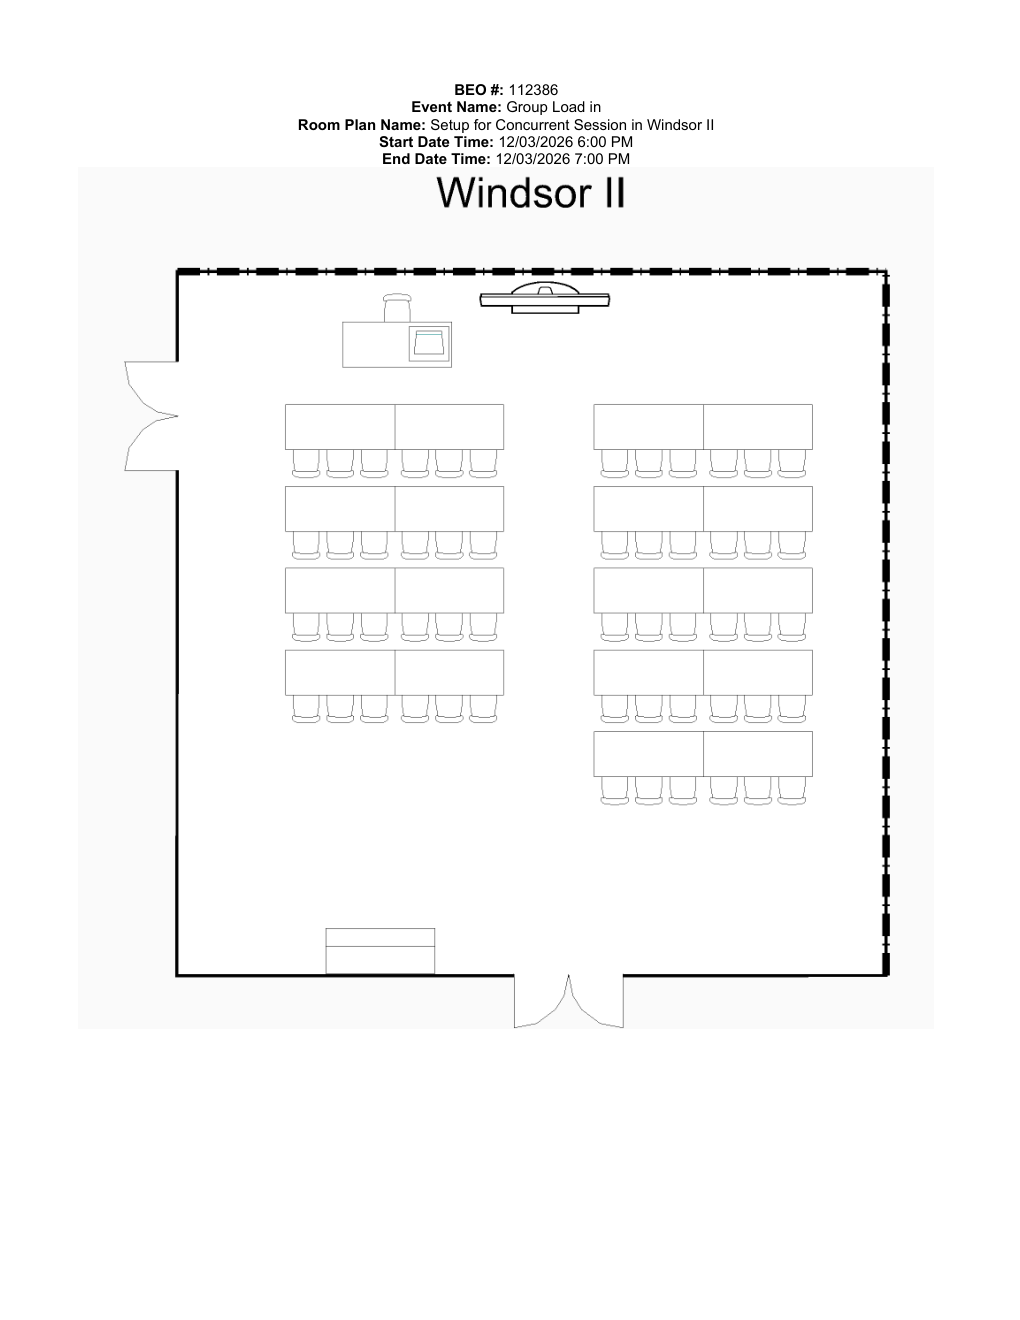 BEO #: 112386
Event Name: Group Load in
Room Plan Name: Setup for Concurrent Session in Windsor II
Start Date Time: 12/03/2026 6:00 PM
End Date Time: 12/03/2026 7:00 PM
Windsor II